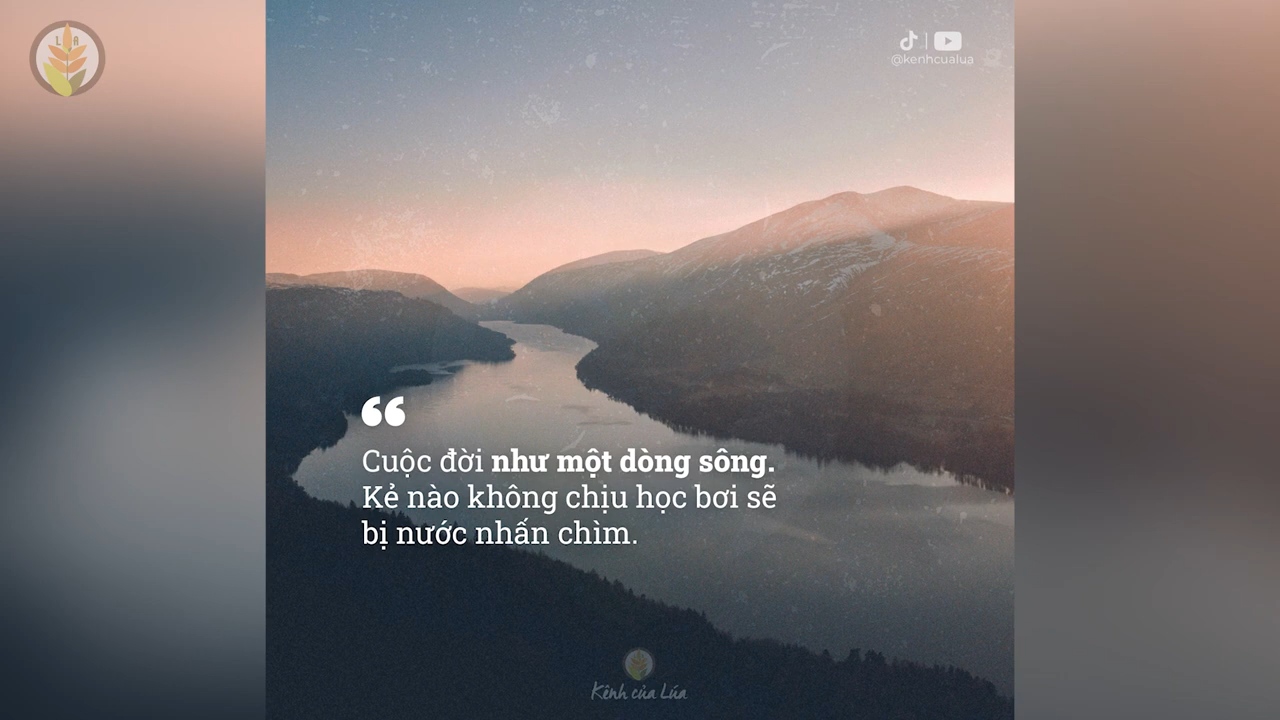 L A
@kenhcualua
“
Cuộc đời như một dòng sông.
Kẻ nào không chịu học bơi sẽ
bị nước nhấn chìm.
Kênh của Lúa